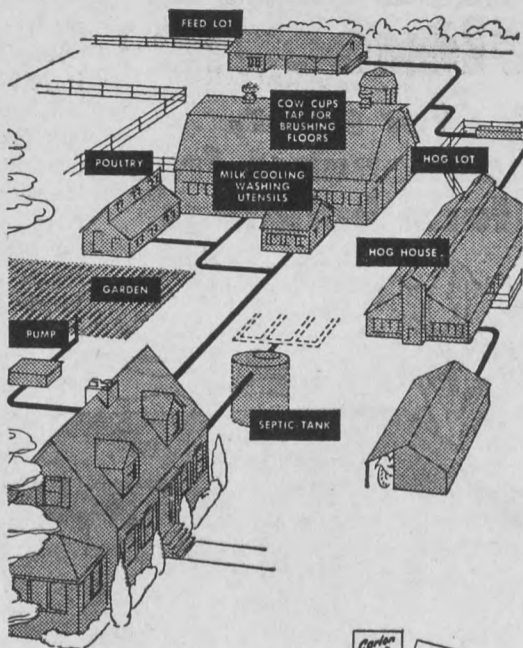 FEED LOT
COW CUPS
TAP FOR
BRUSHING
FLOORS
POULTRY
MILK COOLING
WASHING
UTENSILS
HOG LOT
HOG HOUSE
GARDEN
PUMP
SEPTIC TANK
Carlon